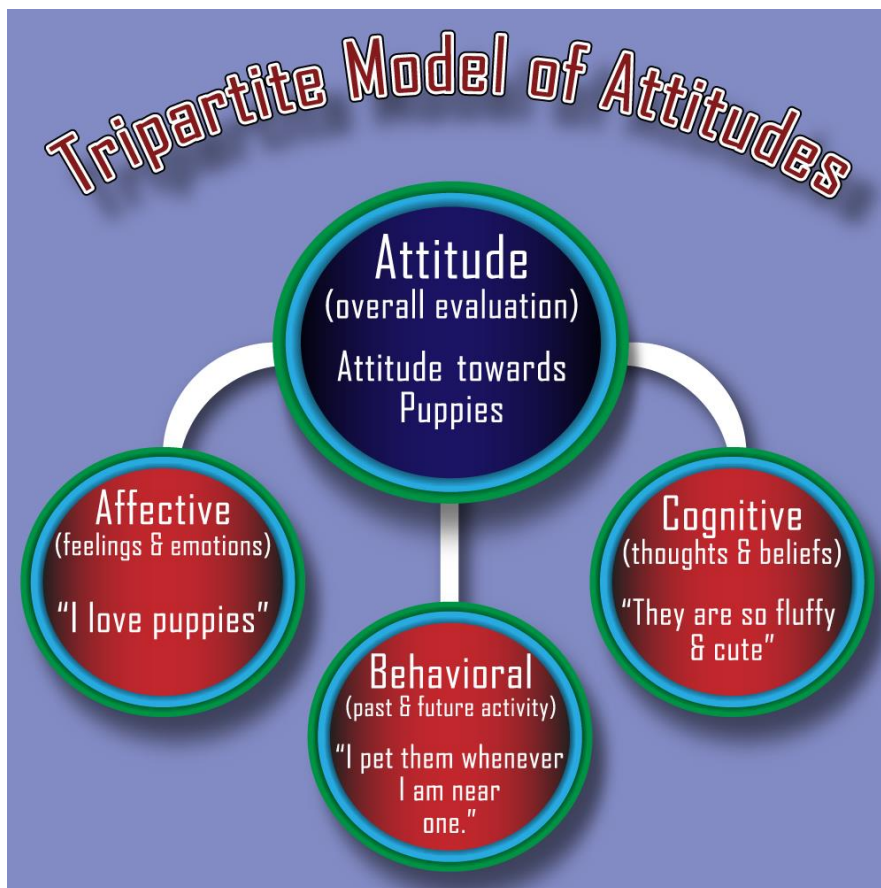 Tripartite Model of Attitudes
Attitude
(overall evaluation)
Attitude towards
Puppies
Affective
(feelings & emotions)
“I love puppies”
Behavioral
(past & future activity)
“I pet them whenever
I am near
one.”
Cognitive
(thoughts & beliefs)
“They are so fluffy
& cute”